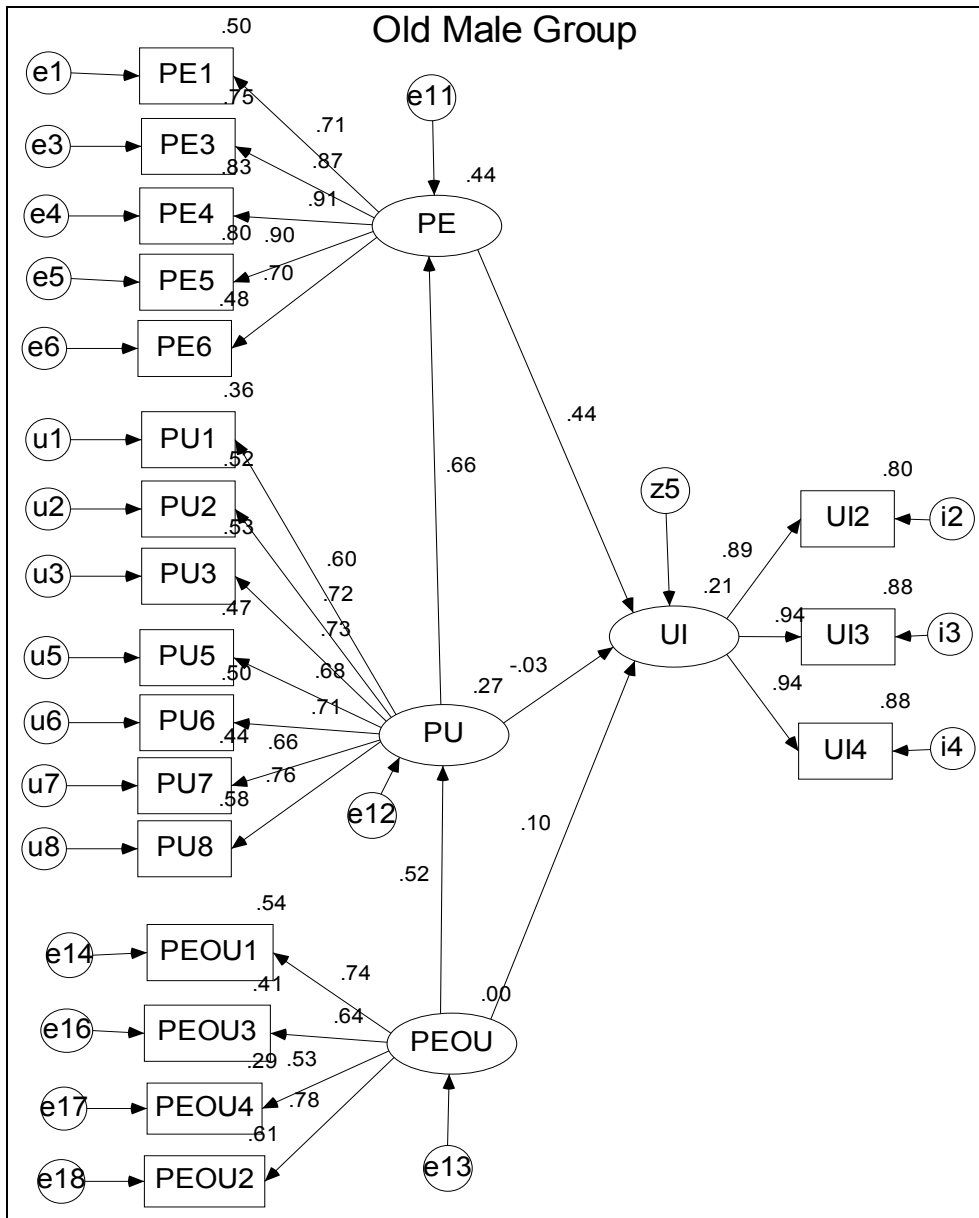 Old Male Group
.50
e1
PE1
.75
e3
PE3
.83
e4
PE4
.80
e5
PE5
.48
e6
PE6
.71
.87
.91
.90
.70
e11
.44
PE
.36
u1
PU1
.52
u2
PU2
.53
u3
PU3
.47
u5
PU5
.50
u6
PU6
.44
u7
PU7
.58
u8
PU8
.60
.72
.73
.68
.71
.66
.76
.27
PU
e12
.66
.44
-.03
.52
.10
z5
.21
UI
.89
.94
.94
.80
UI2
i2
.88
UI3
i3
.88
UI4
i4
.54
e14
PEOU1
.41
e16
PEOU3
.29
e17
PEOU4
.61
e18
PEOU2
.74
.64
.53
.78
.00
PEOU
e13